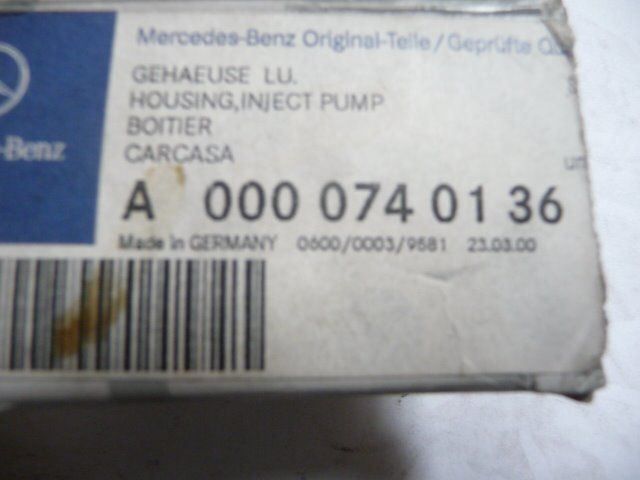 Mercedes-Benz Original-Teile/Geprüfte
GEHAEUSE LU.
HOUSING,INJECT PUMP
BOITIER
CARCASA
-Benz
A 000 074 01 36
Made in GERMANY 0600/0003/9581 23.03.00